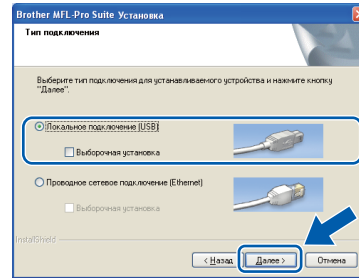 Brother MFL-Pro Suite Установка
Тип подключения
Выберите тип подключения для устанавливаемого устройства и нажмите кнопку
"Далее".
Локальное подключение (USB)
Выборочная установка
Проводное сетевое подключение (Ethernet)
Выборочная установка
InstallShield
< Назад
Далее >
Отмена